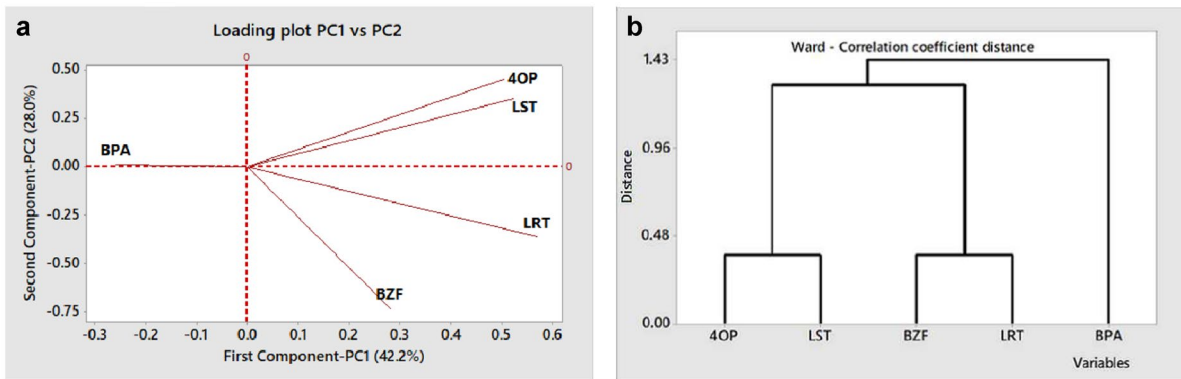 a
Loading plot PC1 vs PC2
0
0.50
4OP
LST
0.25
Second Component-PC2 (28.0%)
BPA
0.00
0
-0.25
LRT
-0.50
BZF
-0.75
-0.3 -0.2 -0.1 0.0 0.1 0.2 0.3 0.4 0.5 0.6
First Component-PC1 (42.2%)
b
Ward - Correlation coefficient distance
1.43
0.96
Distance
0.48
0.00
4OP LST BZF LRT BPA
Variables